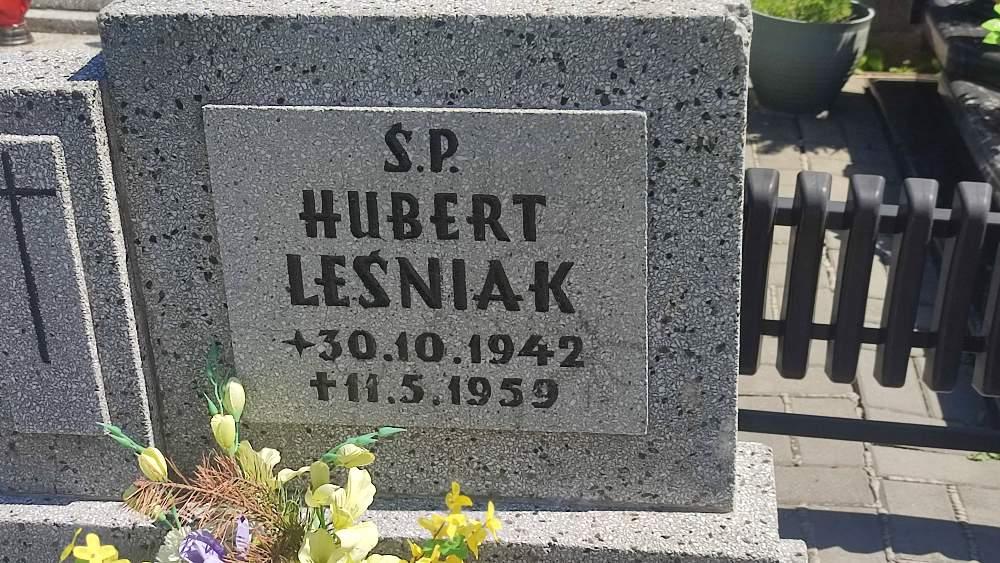 Ś.P.
HUBERT
LEŚNIAK
30.10.1942
11.5.1959